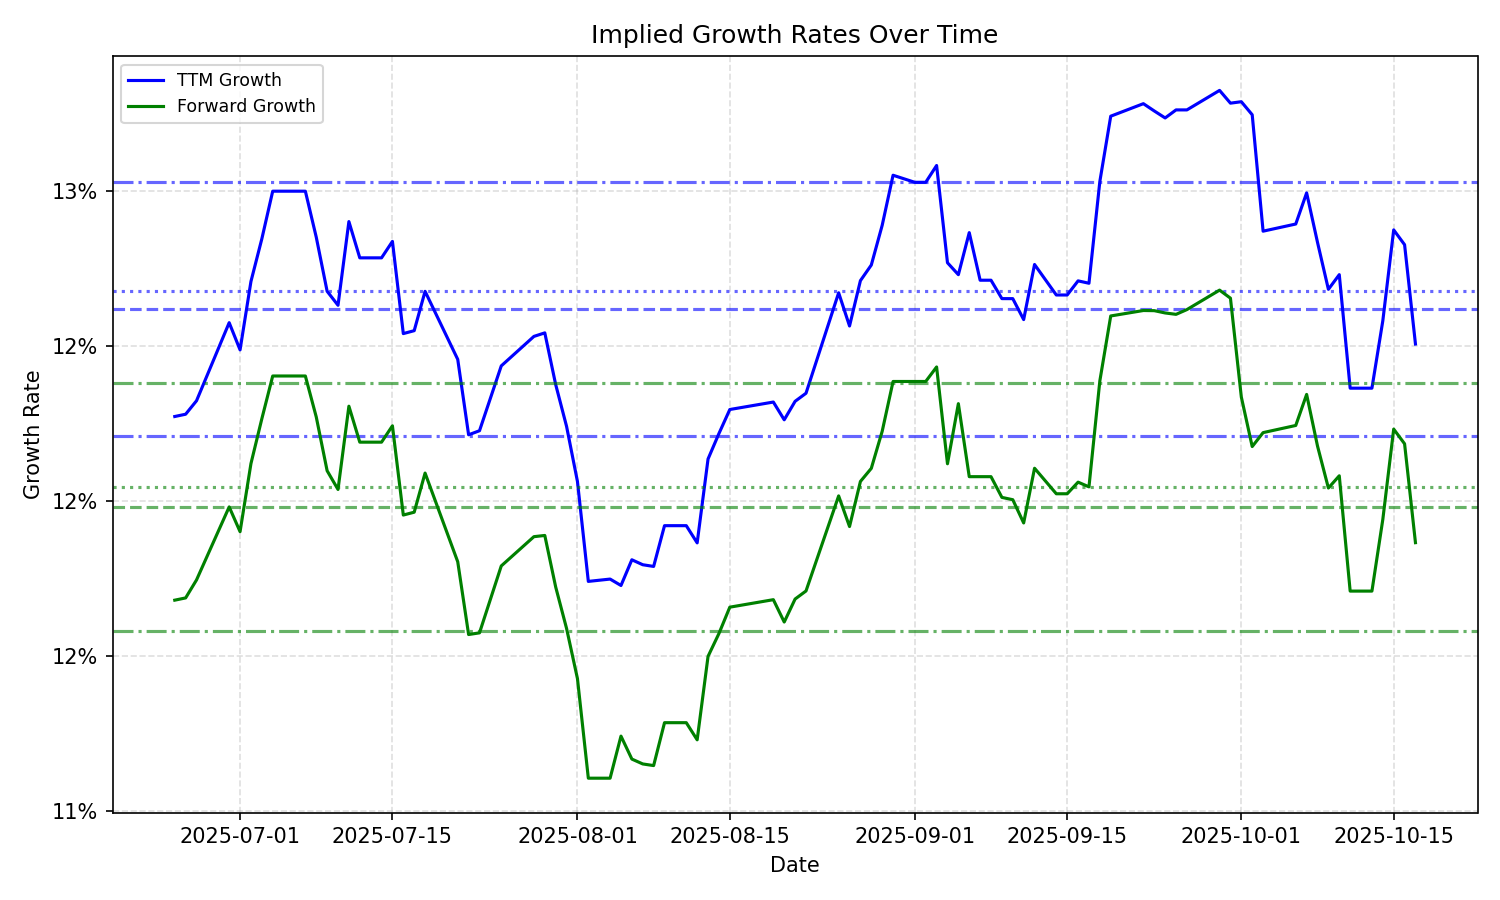 Implied Growth Rates Over Time
TTM Growth
Forward Growth
13%
12%
12%
12%
11%
Growth Rate
2025-07-01
2025-07-15
2025-08-01
2025-08-15
2025-09-01
2025-09-15
2025-10-01
2025-10-15
Date